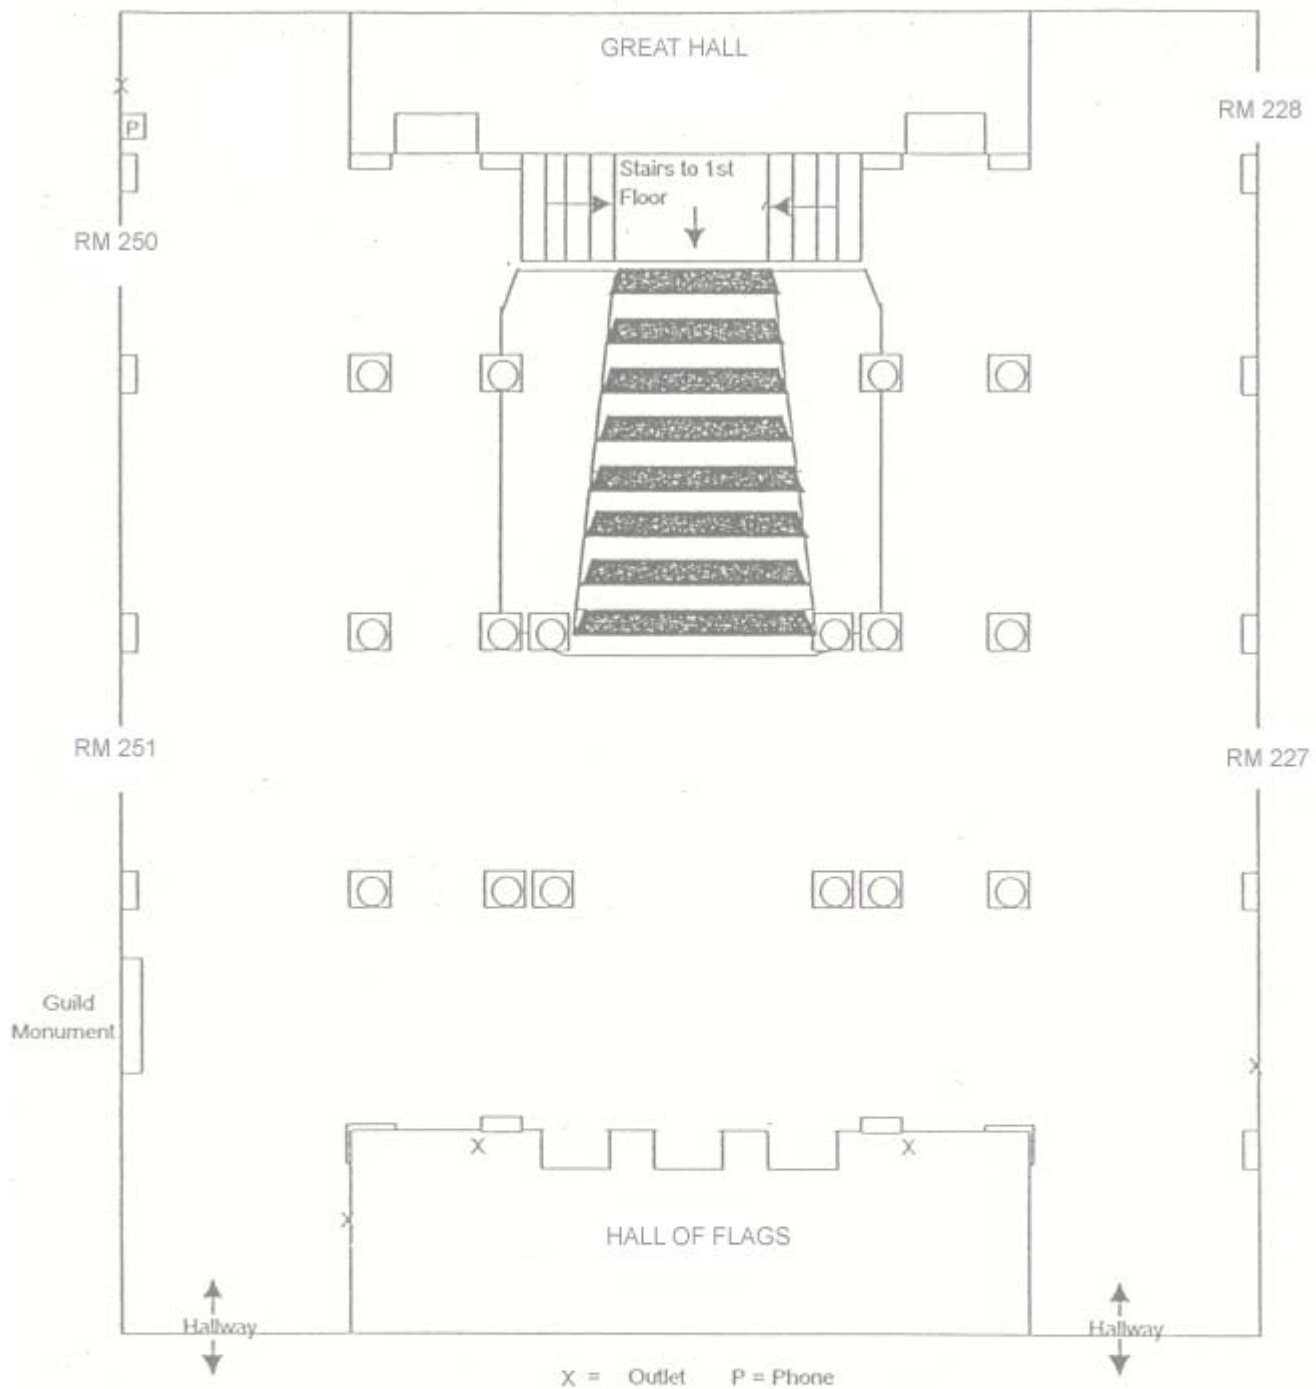 GREAT HALL
X
P
RM 228
Stairs to 1st
Floor
RM 250
RM 251
RM 227
Guild
Monument
X
X
X
X
HALL OF FLAGS
Hallway
Hallway
X = Outlet P = Phone